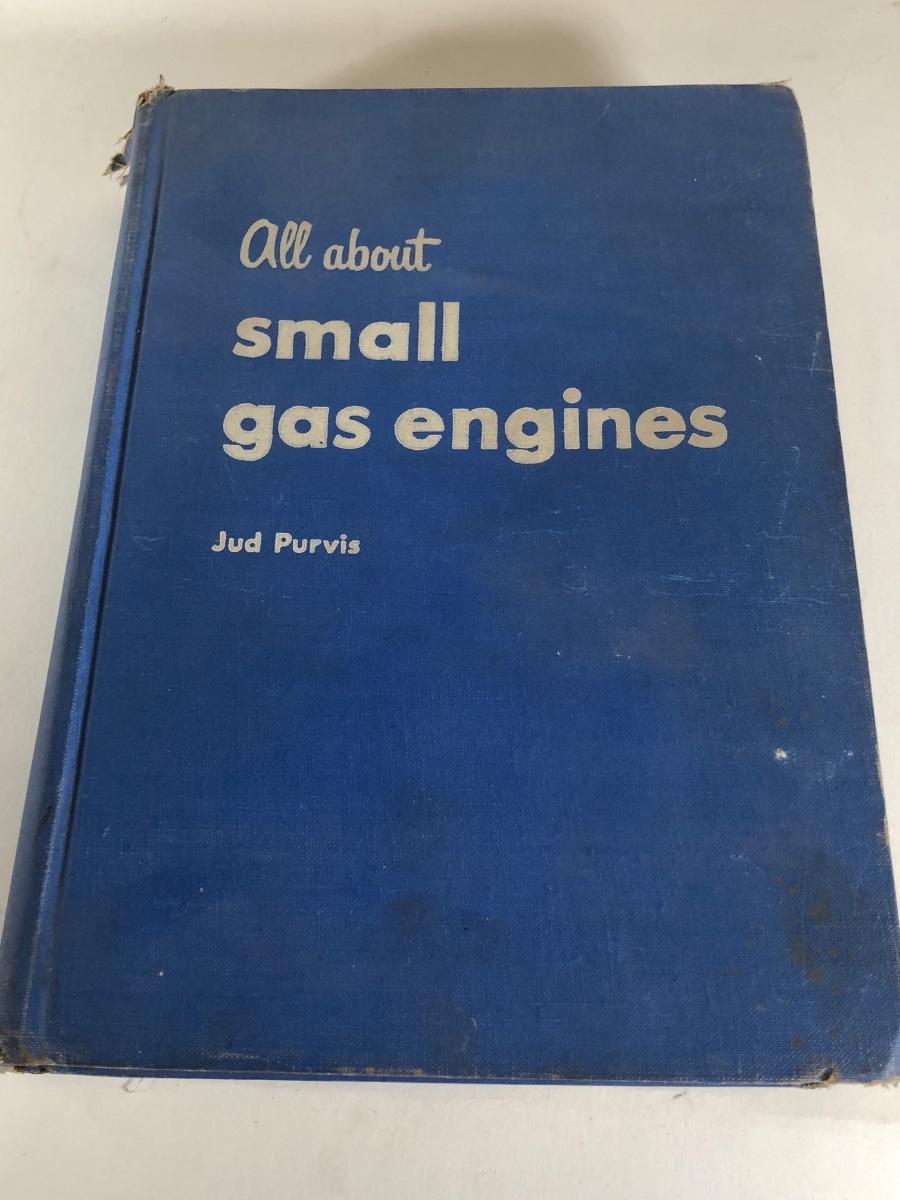 All about
small
gas engines
Jud Purvis